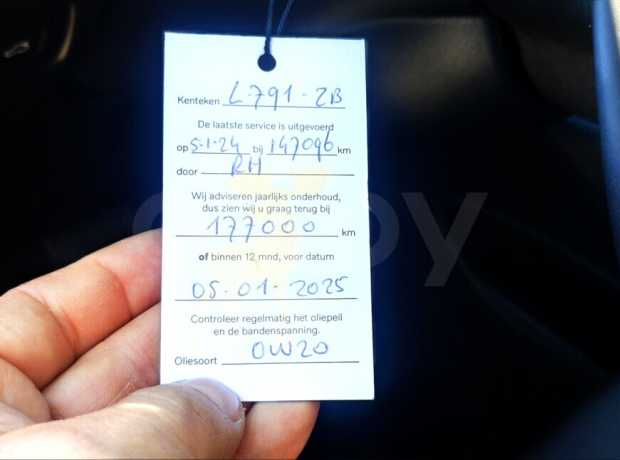 Kenteken L791-ZB
De laatste service is uitgevoerd
op 5-1-24 bij 147096 km
door RH
Wij adviseren jaarlijks onderhoud,
dus zien wij u graag terug bij
177000 km
of binnen 12 mnd, voor datum
05-01-2025
Controleer regelmatig het oliepeil
en de bandenspanning.
Oliesoort 0W20